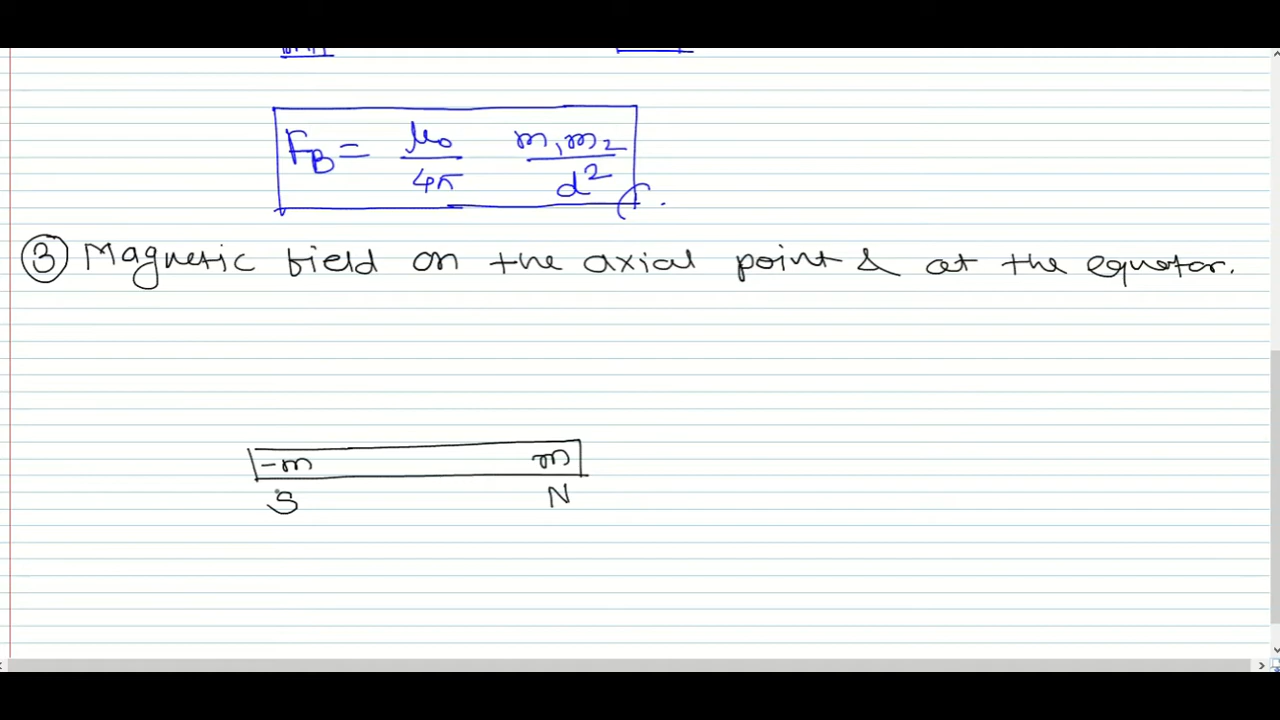 F_B = μ₀/4π m₁m₂/d²
③ Magnetic field on the axial point & at the equator.
-m m
S N